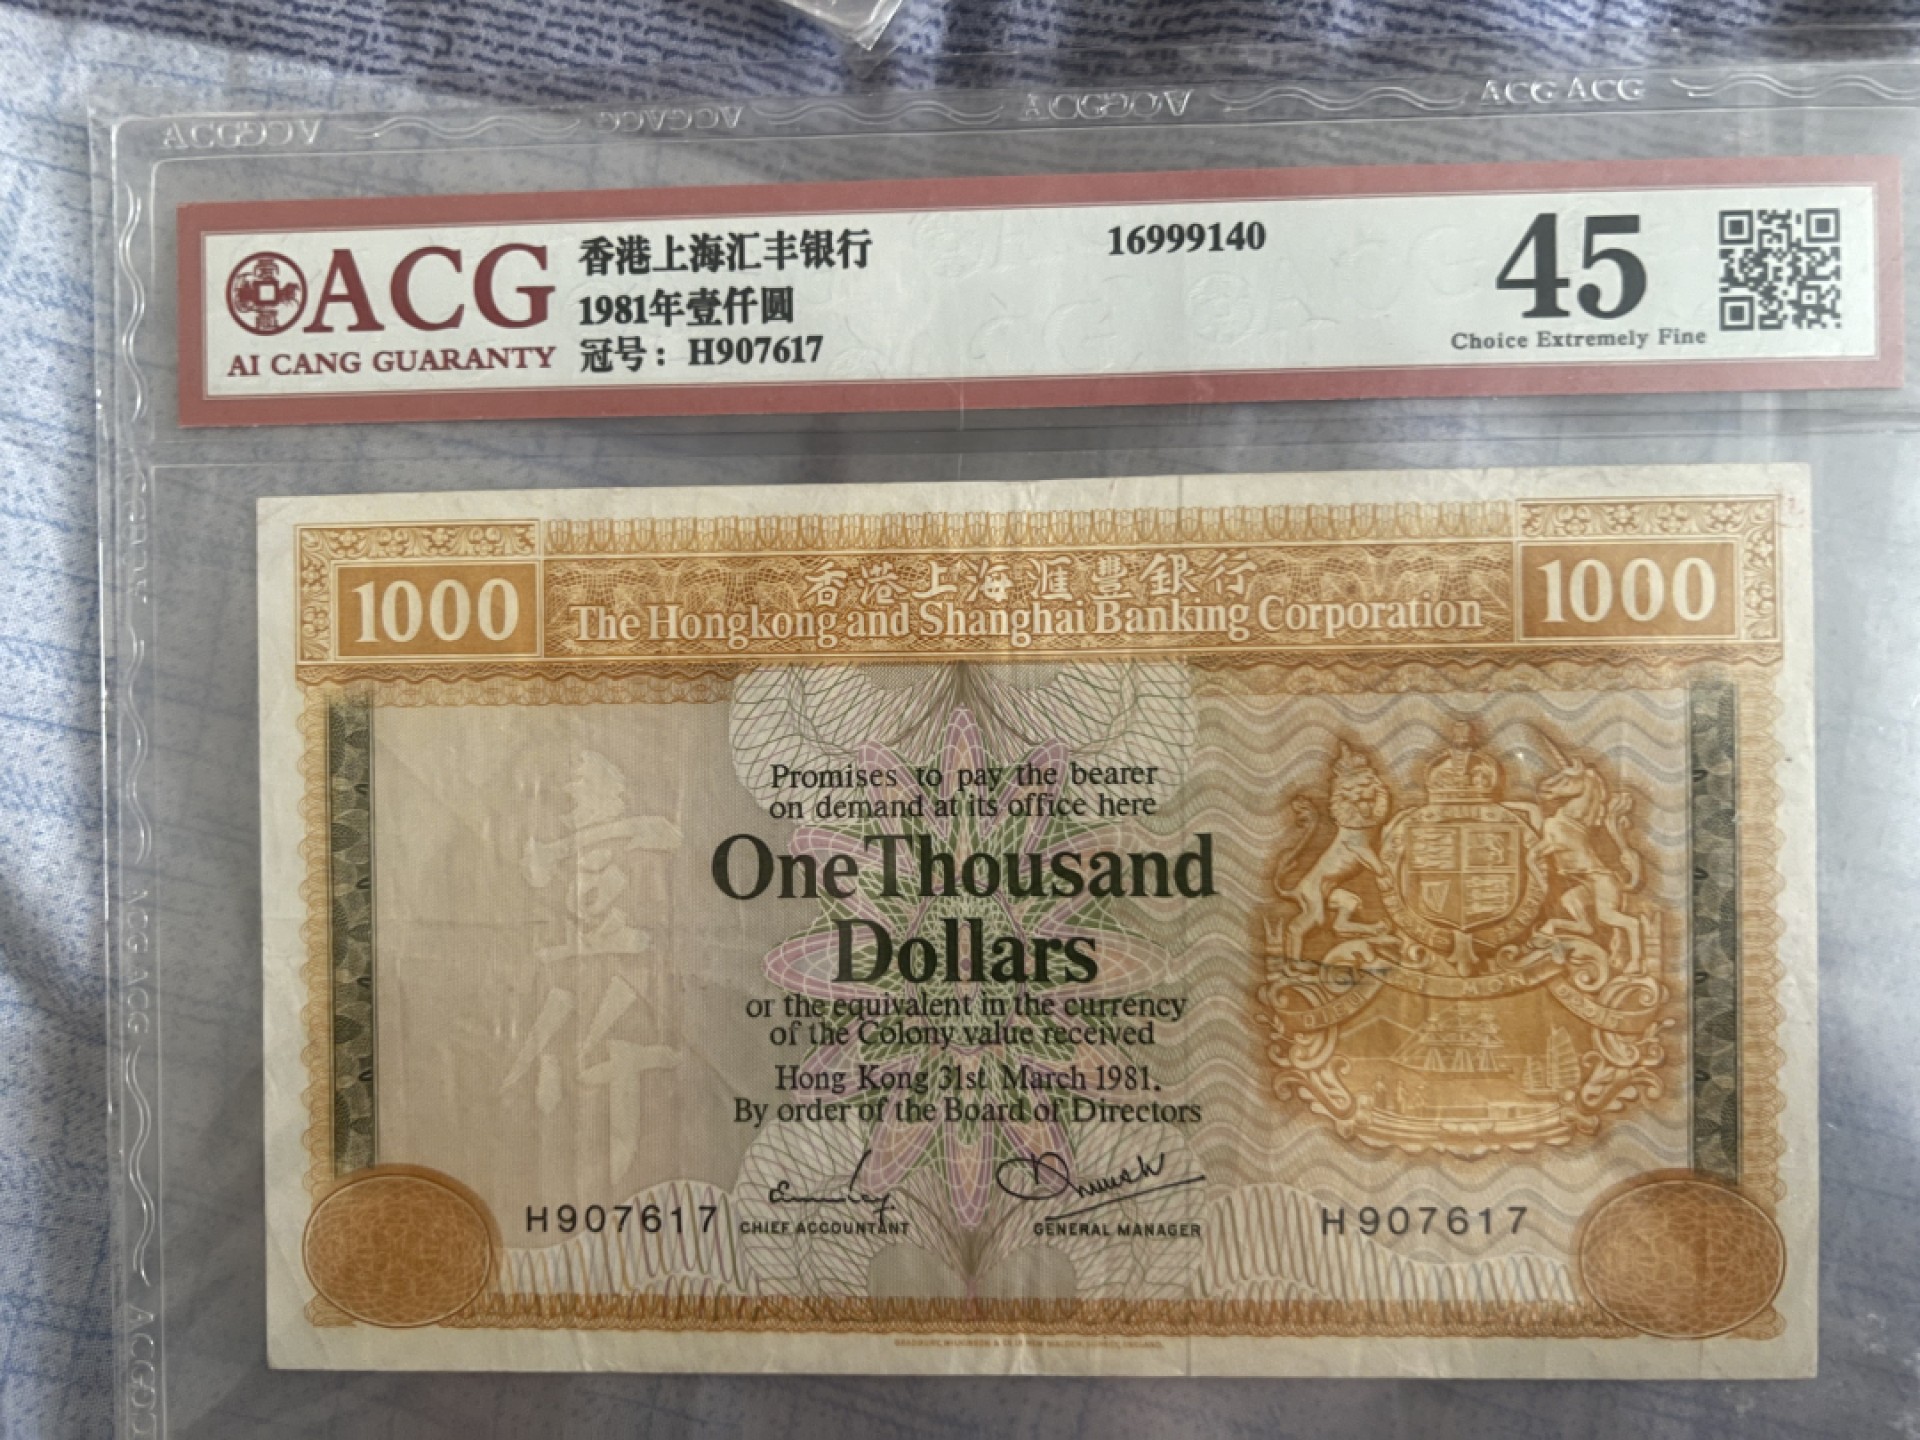 ACG ACG
ACG
AI CANG GUARANTY
香港上海汇丰银行
1981年壹仟圆
冠号：H907617
16999140
45
Choice Extremely Fine
1000
香港上海滙豐銀行
The Hongkong and Shanghai Banking Corporation
1000
壹仟
Promises to pay the bearer
on demand at its office here
One Thousand
Dollars
or the equivalent in the currency
of the Colony value received
Hong Kong 31st March 1981.
By order of the Board of Directors
H907617
CHIEF ACCOUNTANT
GENERAL MANAGER
H907617